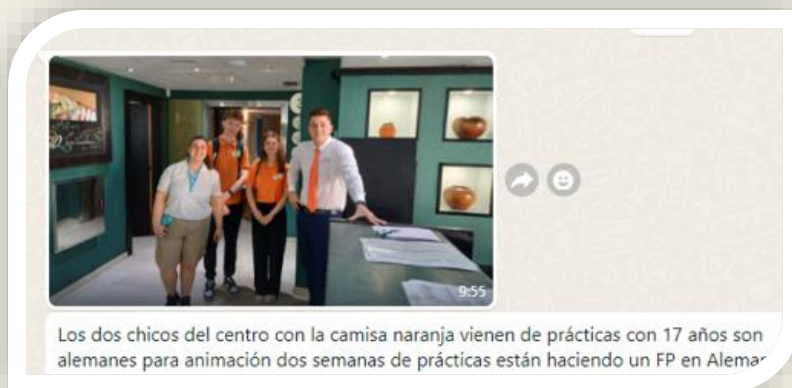 9:55
Los dos chicos del centro con la camisa naranja vienen de prácticas con 17 años son
alemanes para animación dos semanas de prácticas están haciendo un FP en